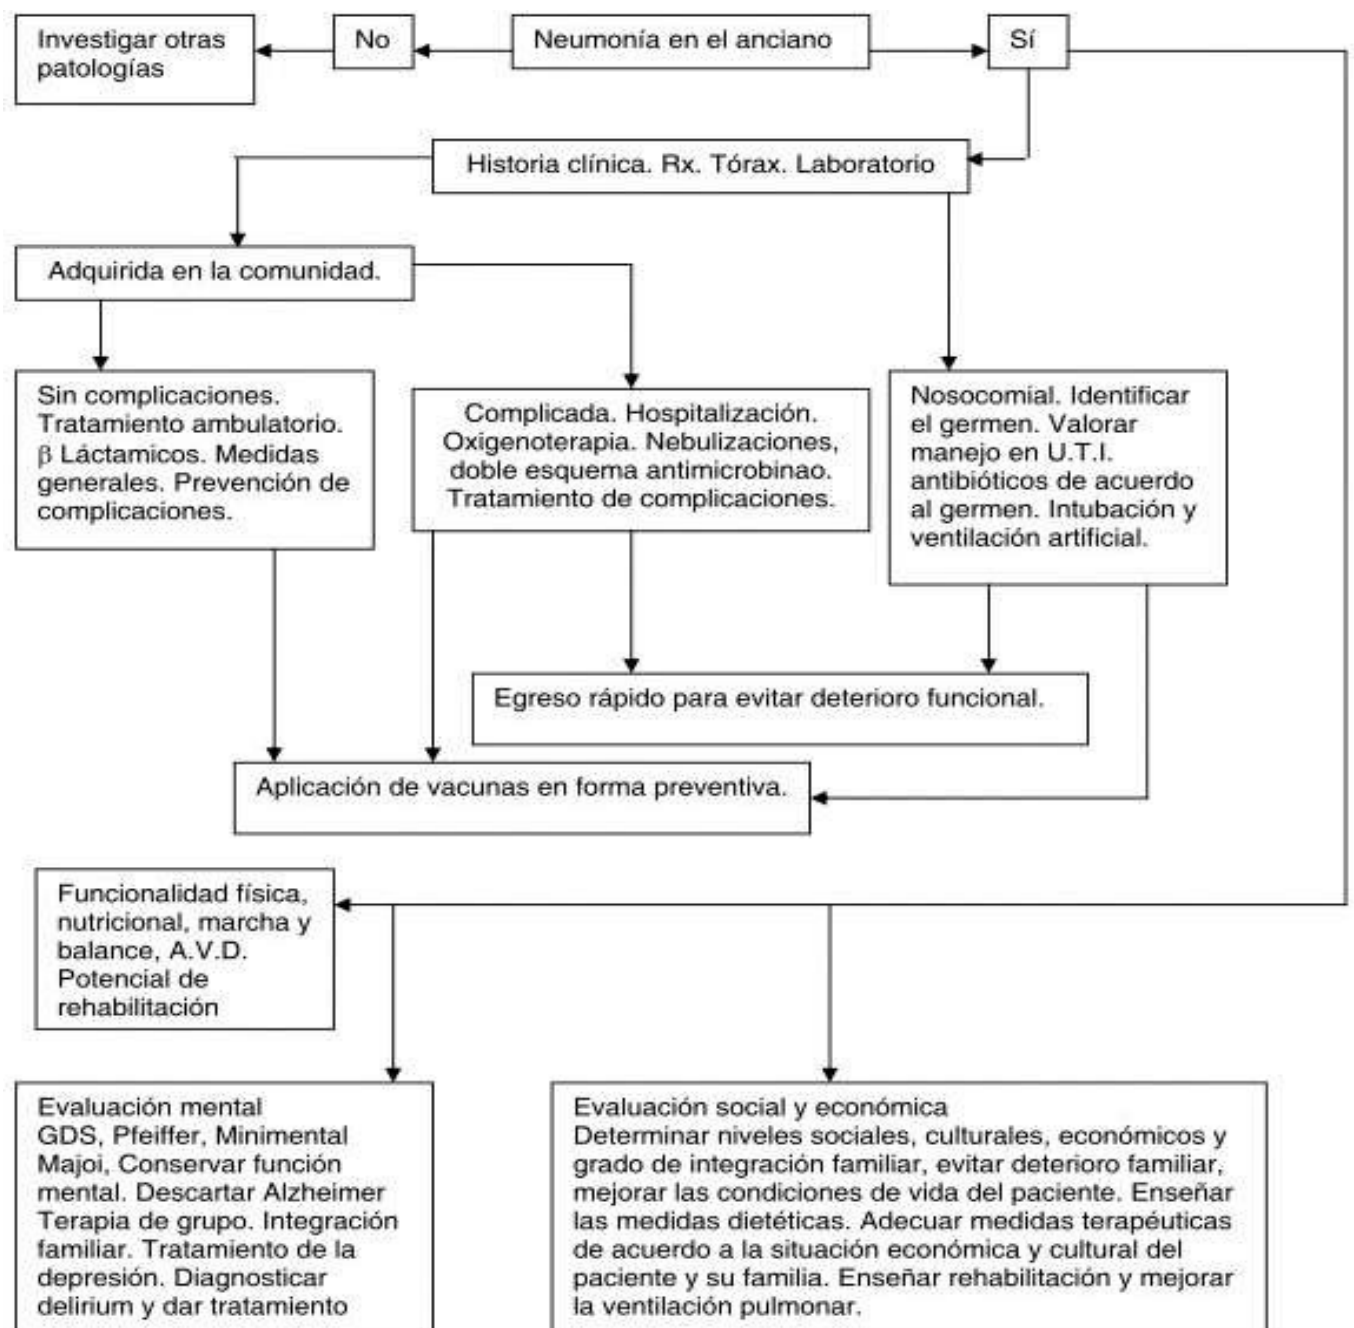 Investigar otras
patologías
No
Neumonía en el anciano
Sí
Historia clínica. Rx. Tórax. Laboratorio
Adquirida en la comunidad.
Sin complicaciones.
Tratamiento ambulatorio.
β Láctamicos. Medidas
generales. Prevención de
complicaciones.
Complicada. Hospitalización.
Oxigenoterapia. Nebulizaciones,
doble esquema antimicrobinao.
Tratamiento de complicaciones.
Nosocomial. Identificar
el germen. Valorar
manejo en U.T.I.
antibióticos de acuerdo
al germen. Intubación y
ventilación artificial.
Egreso rápido para evitar deterioro funcional.
Aplicación de vacunas en forma preventiva.
Funcionalidad física,
nutricional, marcha y
balance, A.V.D.
Potencial de
rehabilitación
Evaluación mental
GDS, Pfeiffer, Minimental
Majoi, Conservar función
mental. Descartar Alzheimer
Terapia de grupo. Integración
familiar. Tratamiento de la
depresión. Diagnosticar
delirium y dar tratamiento
Evaluación social y económica
Determinar niveles sociales, culturales, económicos y
grado de integración familiar, evitar deterioro familiar,
mejorar las condiciones de vida del paciente. Enseñar
las medidas dietéticas. Adecuar medidas terapéuticas
de acuerdo a la situación económica y cultural del
paciente y su familia. Enseñar rehabilitación y mejorar
la ventilación pulmonar.